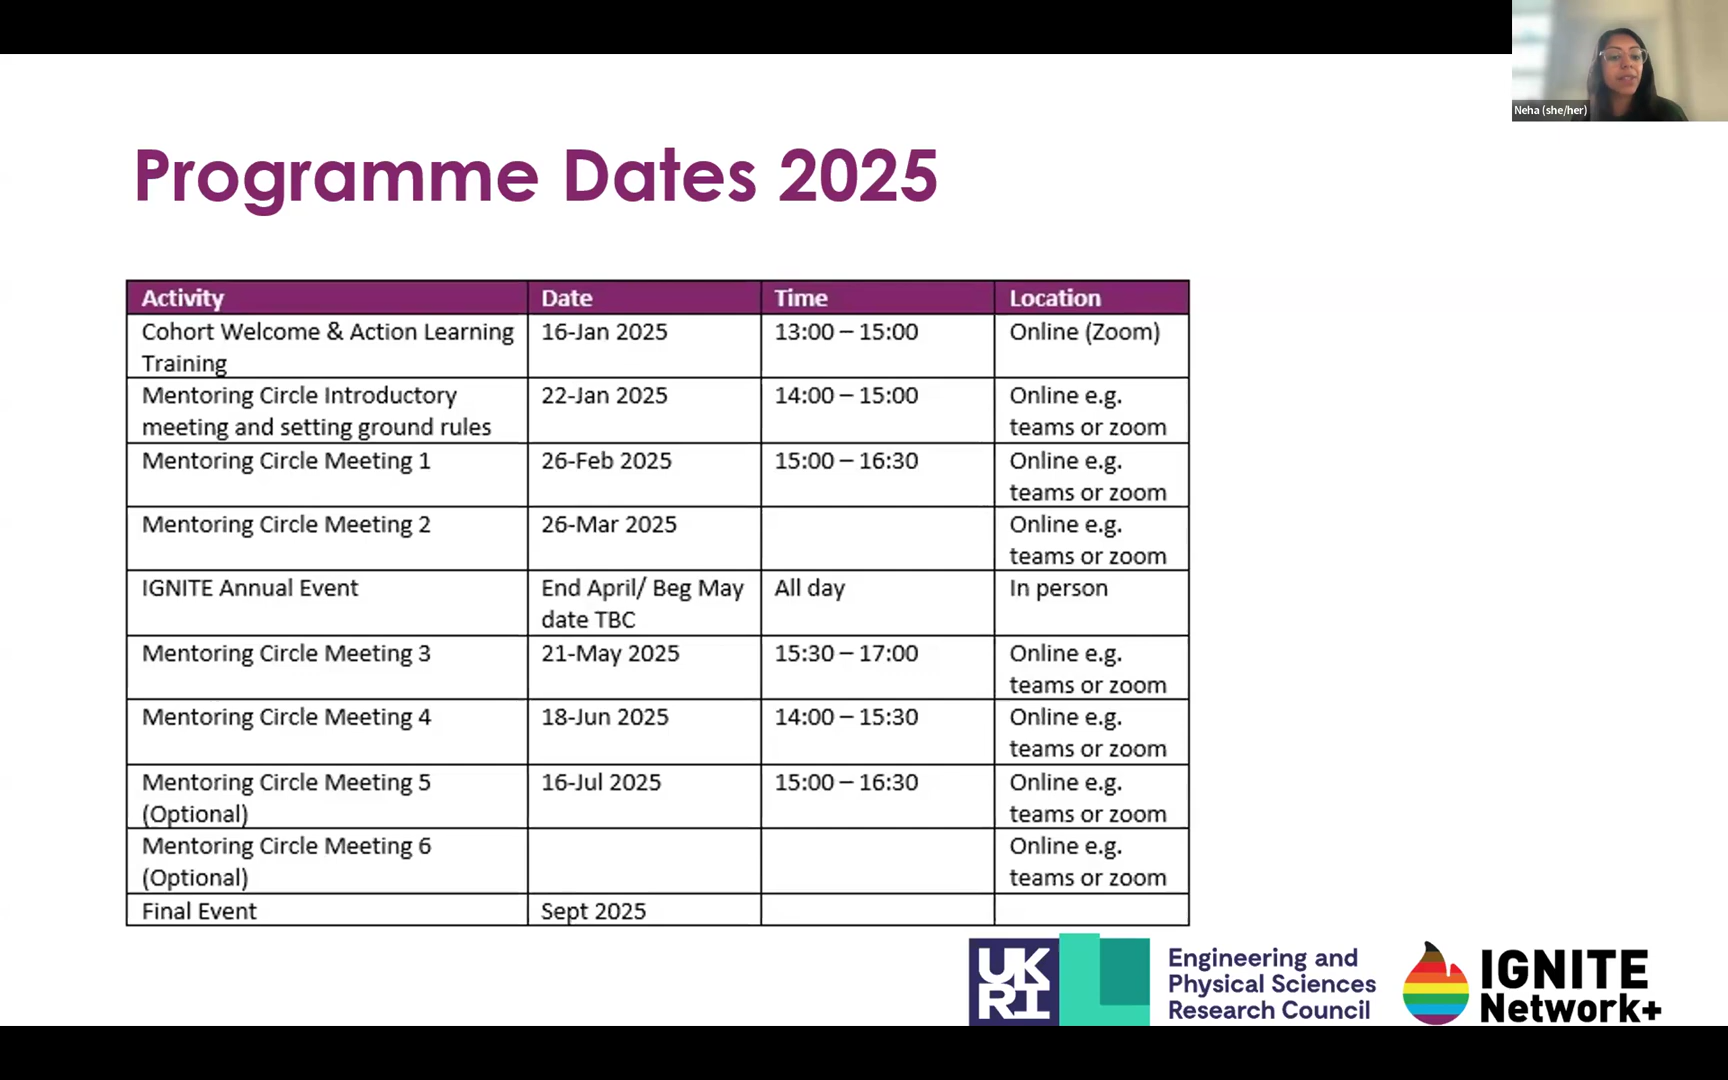 Neha (she/her)
Programme Dates 2025
Activity Date Time Location
Cohort Welcome & Action Learning 16-Jan 2025 13:00 – 15:00 Online (Zoom)
Training
Mentoring Circle Introductory 22-Jan 2025 14:00 – 15:00 Online e.g.
meeting and setting ground rules teams or zoom
Mentoring Circle Meeting 1 26-Feb 2025 15:00 – 16:30 Online e.g.
teams or zoom
Mentoring Circle Meeting 2 26-Mar 2025 Online e.g.
teams or zoom
IGNITE Annual Event End April/ Beg May All day In person
date TBC
Mentoring Circle Meeting 3 21-May 2025 15:30 – 17:00 Online e.g.
teams or zoom
Mentoring Circle Meeting 4 18-Jun 2025 14:00 – 15:30 Online e.g.
teams or zoom
Mentoring Circle Meeting 5 16-Jul 2025 15:00 – 16:30 Online e.g.
(Optional) teams or zoom
Mentoring Circle Meeting 6 Online e.g.
(Optional) teams or zoom
Final Event Sept 2025
UK
RI
Engineering and
Physical Sciences
Research Council
IGNITE
Network+